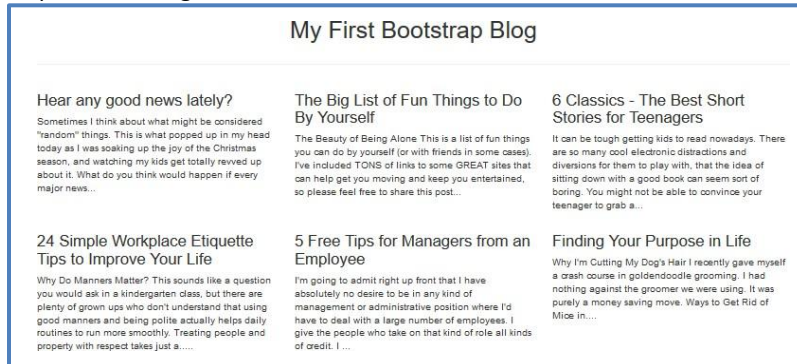 My First Bootstrap Blog
Hear any good news lately?
Sometimes I think about what might be considered
"random" things. This is what popped up in my head
today as I was soaking up the joy of the Christmas
season, and watching my kids get totally revved up
about it. What do you think would happen if every
major news...
The Big List of Fun Things to Do
By Yourself
The Beauty of Being Alone This is a list of fun things
you can do by yourself (or with friends in some cases).
I've included TONS of links to some GREAT sites that
can help get you moving and keep you entertained,
so please feel free to share this post...
6 Classics - The Best Short
Stories for Teenagers
It can be tough getting kids to read nowadays. There
are so many cool electronic distractions and
diversions for them to play with, that the idea of
sitting down with a good book can seem sort of
boring. You might not be able to convince your
teenager to grab a...
24 Simple Workplace Etiquette
Tips to Improve Your Life
Why Do Manners Matter? This sounds like a question
you would ask in a kindergarten class, but there are
plenty of grown ups who don't understand that using
good manners and being polite actually helps daily
routines to run more smoothly. Treating people and
property with respect takes just a.....
5 Free Tips for Managers from an
Employee
I'm going to admit right up front that I have
absolutely no desire to be in any kind of
management or administrative position where I'd
have to deal with a large number of employees. I
give the people who take on that kind of role all kinds
of credit. I ...
Finding Your Purpose in Life
Why I'm Cutting My Dog's Hair I recently gave myself
a crash course in goldendoodle grooming. I had
nothing against the groomer we were using. It was
purely a money saving move. Ways to Get Rid of
Mice in....